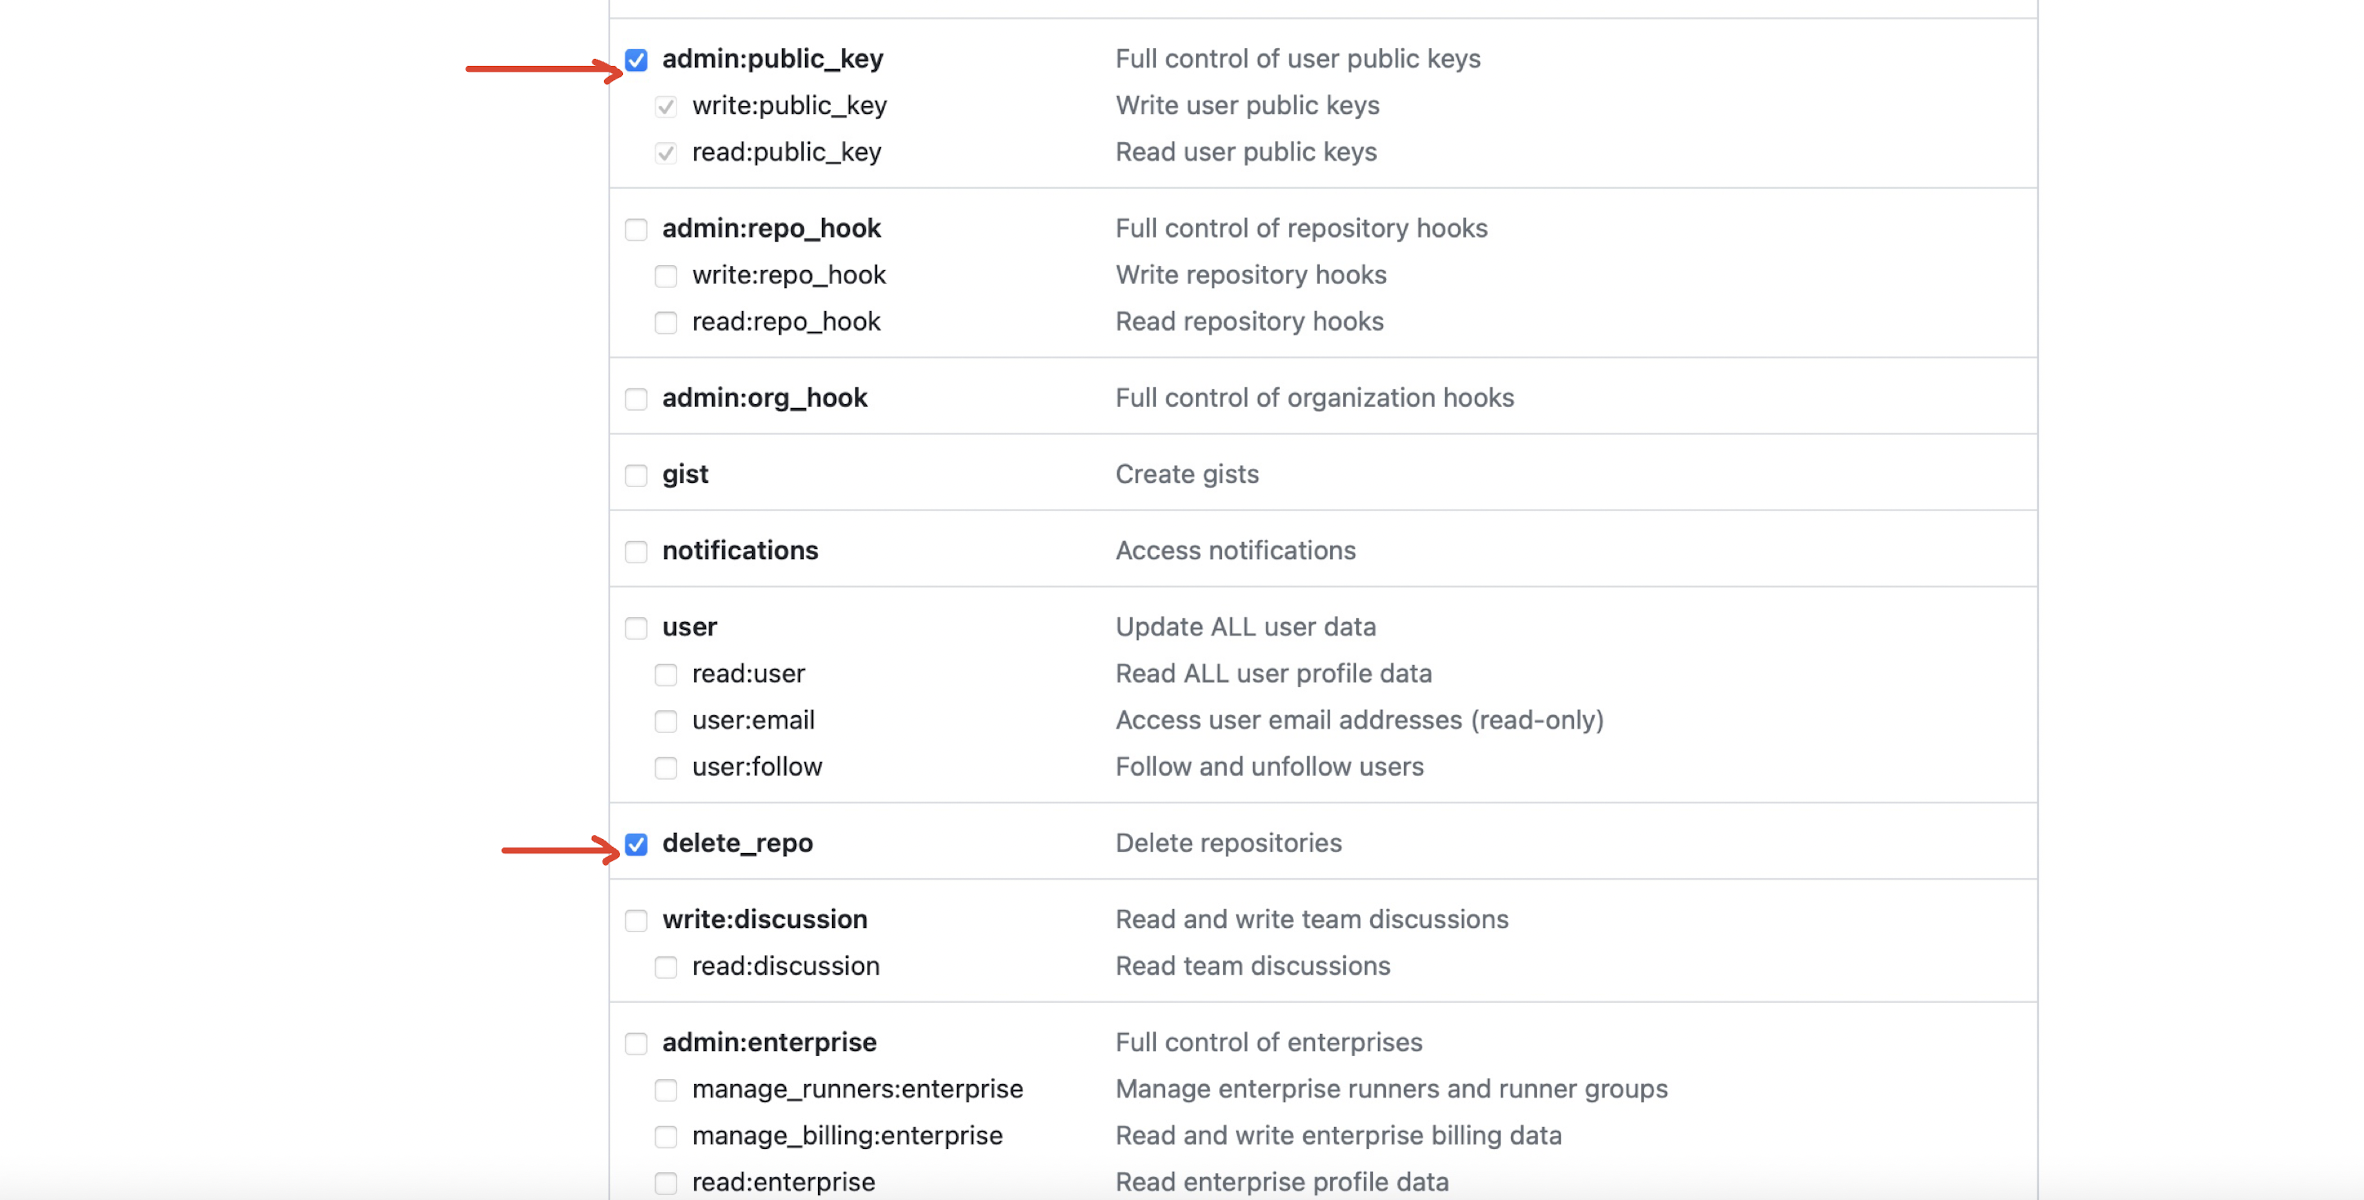 admin:public_key Full control of user public keys
write:public_key Write user public keys
read:public_key Read user public keys
admin:repo_hook Full control of repository hooks
write:repo_hook Write repository hooks
read:repo_hook Read repository hooks
admin:org_hook Full control of organization hooks
gist Create gists
notifications Access notifications
user Update ALL user data
read:user Read ALL user profile data
user:email Access user email addresses (read-only)
user:follow Follow and unfollow users
delete_repo Delete repositories
write:discussion Read and write team discussions
read:discussion Read team discussions
admin:enterprise Full control of enterprises
manage_runners:enterprise Manage enterprise runners and runner groups
manage_billing:enterprise Read and write enterprise billing data
read:enterprise Read enterprise profile data